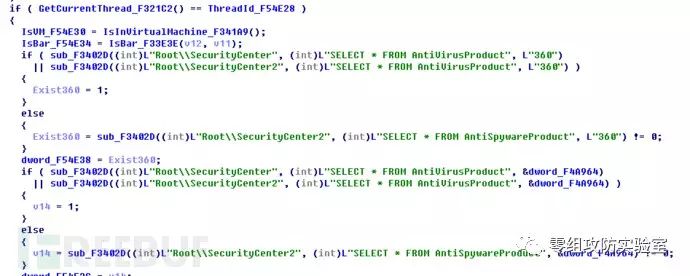 if ( GetCurrentThread_F321C2() == ThreadId_F54E28 )
{
IsVM_F54E30 = IsInVirtualMachine_F341A9();
IsBar_F54E34 = IsBar_F33E3E(v12, v11);
if ( sub_F3402D((int)L"Root\\SecurityCenter", (int)L"SELECT * FROM AntiVirusProduct", L"360")
|| sub_F3402D((int)L"Root\\SecurityCenter2", (int)L"SELECT * FROM AntiVirusProduct", L"360") )
{
Exist360 = 1;
}
else
{
Exist360 = sub_F3402D((int)L"Root\\SecurityCenter2", (int)L"SELECT * FROM AntiSpywareProduct", L"360") != 0;
}
dword_F54E38 = Exist360;
if ( sub_F3402D((int)L"Root\\SecurityCenter", (int)L"SELECT * FROM AntiVirusProduct", &dword_F4A964)
|| sub_F3402D((int)L"Root\\SecurityCenter2", (int)L"SELECT * FROM AntiVirusProduct", &dword_F4A964) )
{
v14 = 1;
}
else
{
v14 = sub_F3402D((int)L"Root\\SecurityCenter2", (int)L"SELECT * FROM AntiSpywareProduct", &dword_F4A964) != 0;
}
REEBUF
零组攻防实验室